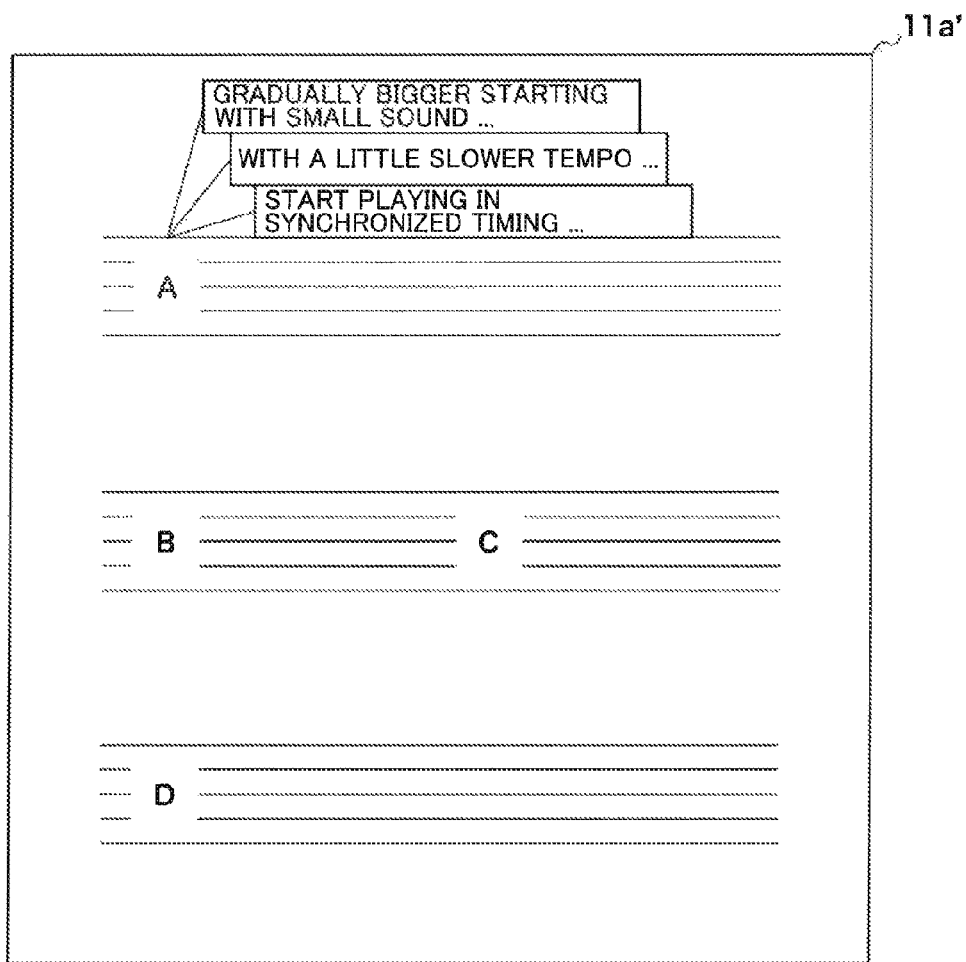 11a'
GRADUALLY BIGGER STARTING
WITH SMALL SOUND ...
WITH A LITTLE SLOWER TEMPO ...
START PLAYING IN
SYNCHRONIZED TIMING ...
A
B C
D